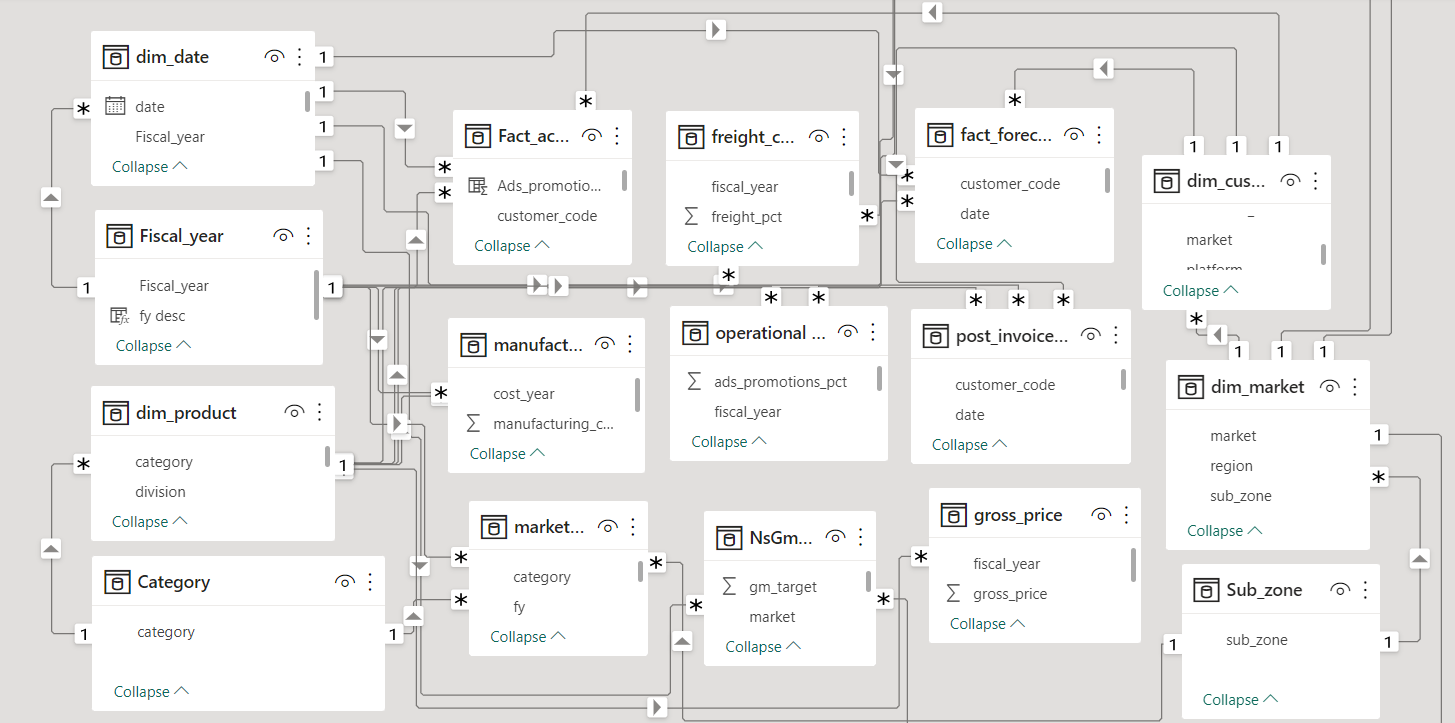 dim_date
date
Fiscal_year
Collapse
Fiscal_year
Fiscal_year
fy desc
Collapse
dim_product
category
division
Collapse
Category
category
Collapse
Fact_ac...
Ads_promotio...
customer_code
Collapse
freight_c...
fiscal_year
freight_pct
Collapse
fact_forec...
customer_code
date
Collapse
dim_cus...
market
platform
Collapse
manufact...
cost_year
manufacturing_c...
Collapse
operational ...
ads_promotions_pct
fiscal_year
Collapse
post_invoice...
customer_code
date
Collapse
dim_market
market
region
sub_zone
Collapse
market...
category
fy
Collapse
NsGm...
gm_target
market
Collapse
gross_price
fiscal_year
gross_price
Collapse
Sub_zone
sub_zone
Collapse
1
1
1
1
*
1
1
*
1
1
1
*
*
*
*
*
*
*
*
1
1
1
*
*
*
*
*
*
*
1
1
1
1
*
*
*
*
*
*
*
1
1